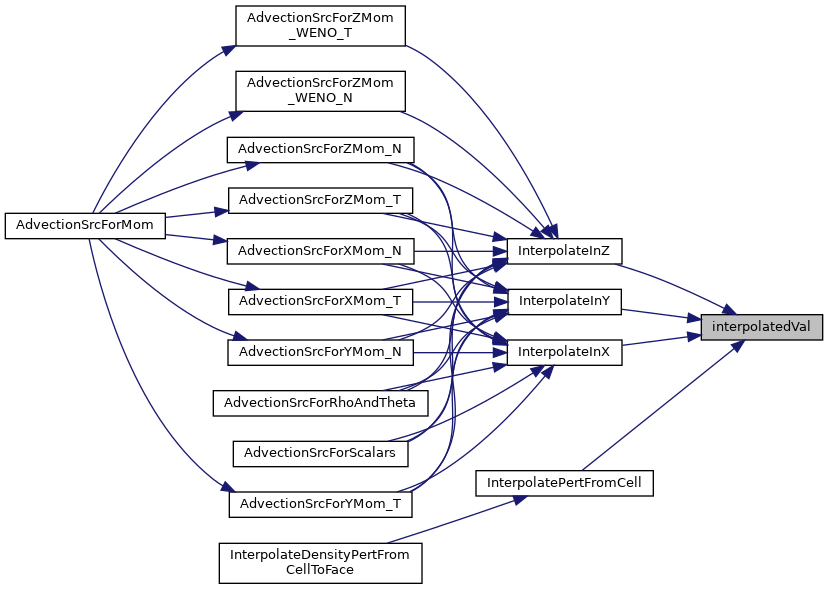 AdvectionSrcForZMom
_WENO_T
AdvectionSrcForZMom
_WENO_N
AdvectionSrcForZMom_N
AdvectionSrcForZMom_T
AdvectionSrcForMom
AdvectionSrcForXMom_N
InterpolateInZ
AdvectionSrcForXMom_T
InterpolateInY
interpolatedVal
AdvectionSrcForYMom_N
InterpolateInX
AdvectionSrcForRhoAndTheta
AdvectionSrcForScalars
InterpolatePertFromCell
AdvectionSrcForYMom_T
InterpolateDensityPertFrom
CellToFace